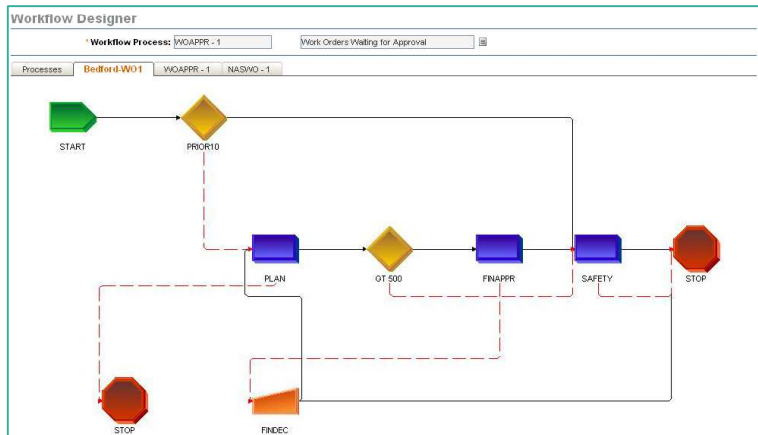 Workflow Designer
* Workflow Process: WOAPPR - 1 Work Orders Waiting for Approval
Processes Bedford-WO1 WOAPPR - 1 NASWO - 1
START PRIOR10
PLAN GT 500 FINAPPR SAFETY STOP
STOP FINDEC